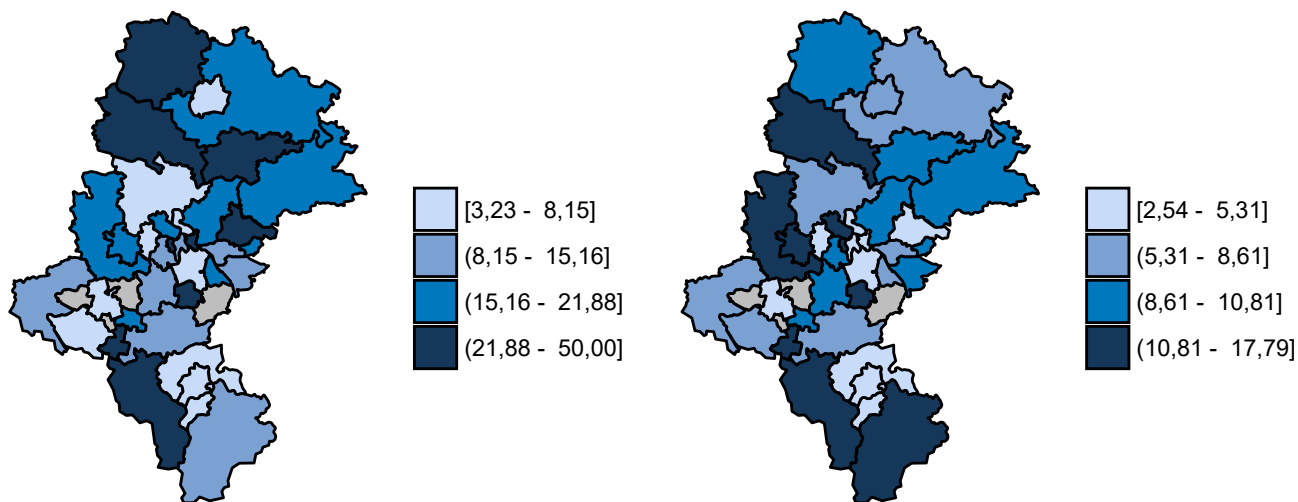 [3,23 - 8,15]
(8,15 - 15,16]
(15,16 - 21,88]
(21,88 - 50,00]
[2,54 - 5,31]
(5,31 - 8,61]
(8,61 - 10,81]
(10,81 - 17,79]